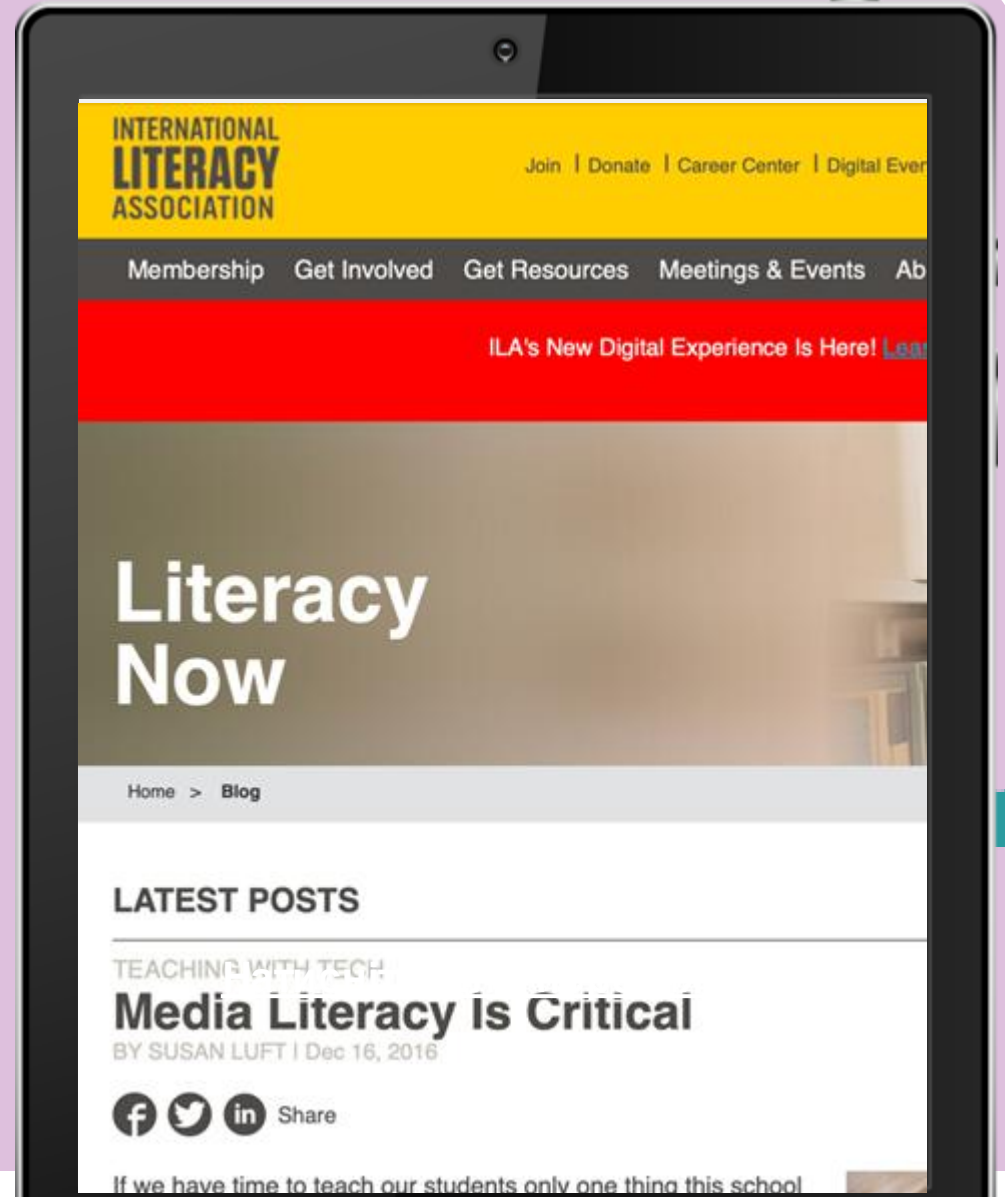 INTERNATIONAL
LITERACY
ASSOCIATION
Join | Donate | Career Center | Digital
Membership Get Involved Get Resources Meetings & Events
ILA's New Digital Experience Is Here!
Literacy
Now
Home > Blog
LATEST POSTS
TEACHING WITH TECH
Media Literacy Is Critical
BY SUSAN LUFT | Dec 16, 2016
Share
If we have time to teach our students only one thing this school